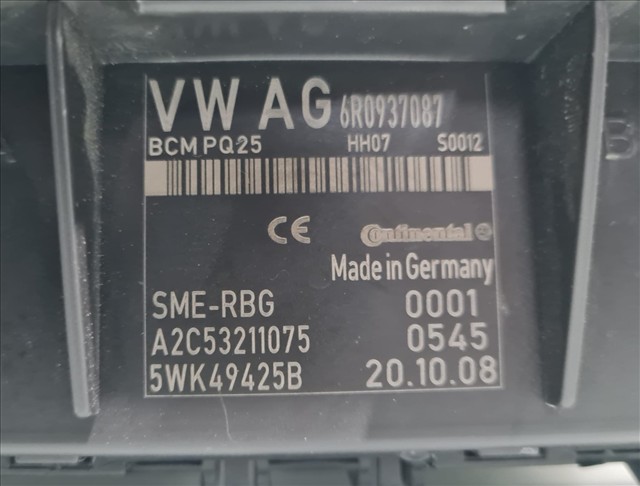 VW AG 6R0937087
BCM PQ25 HH07 S0012
CE Continental
Made in Germany
SME-RBG 0001
A2C53211075 0545
5WK49425B 20.10.08